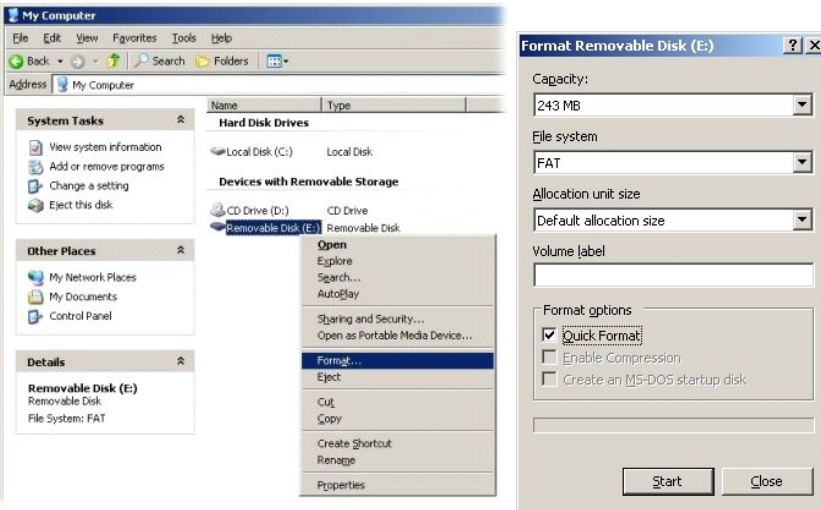 My Computer
File Edit View Favorites Tools Help
Back Search Folders
Address My Computer
System Tasks
View system information
Add or remove programs
Change a setting
Eject this disk
Other Places
My Network Places
My Documents
Control Panel
Details
Removable Disk (E:)
Removable Disk
File System: FAT
Name Type
Hard Disk Drives
Local Disk (C:) Local Disk
Devices with Removable Storage
CD Drive (D:) CD Drive
Removable Disk (E:) Removable Disk
Open
Explore
Search...
AutoPlay
Sharing and Security...
Open as Portable Media Device...
Format...
Eject
Cut
Copy
Create Shortcut
Rename
Properties
Format Removable Disk (E:)
Capacity:
243 MB
File system
FAT
Allocation unit size
Default allocation size
Volume label
Format options
Quick Format
Enable Compression
Create an MS-DOS startup disk
Start Close